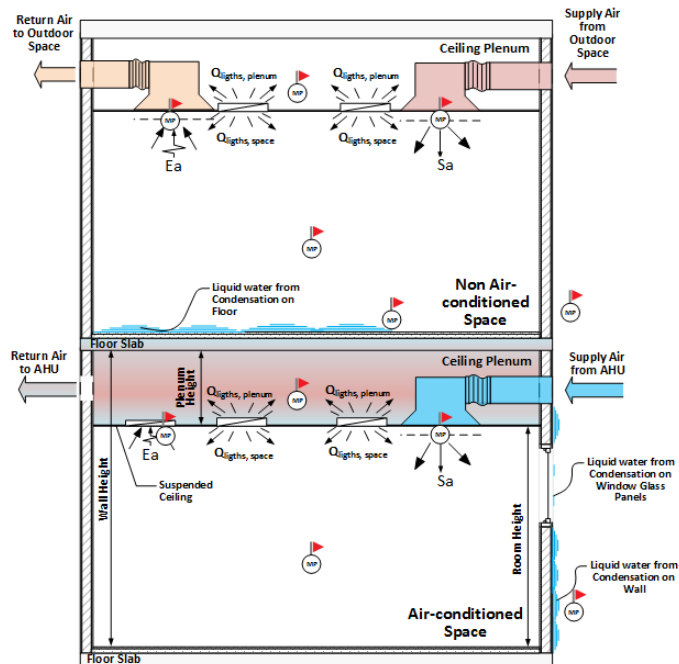 Return Air
to Outdoor
Space
Supply Air
from
Outdoor
Space
Ceiling Plenum
Qligths, plenum
MP
Qligths, plenum
MP
Qligths, space
Qligths, space
MP
Ea
Sa
MP
Liquid water from
Condensation on
Floor
Non Air-
conditioned
Space
MP
MP
Floor Slab
Return Air
to AHU
Plenum
Height
Ceiling Plenum
Supply Air
from AHU
Qligths, plenum
MP
Qligths, plenum
MP
Ea
Qligths, space
Qligths, space
MP
Sa
Suspended
Ceiling
Wall Height
Room Height
Liquid water from
Condensation on
Window Glass
Panels
MP
Liquid water from
Condensation on
Wall
MP
Air-conditioned
Space
Floor Slab